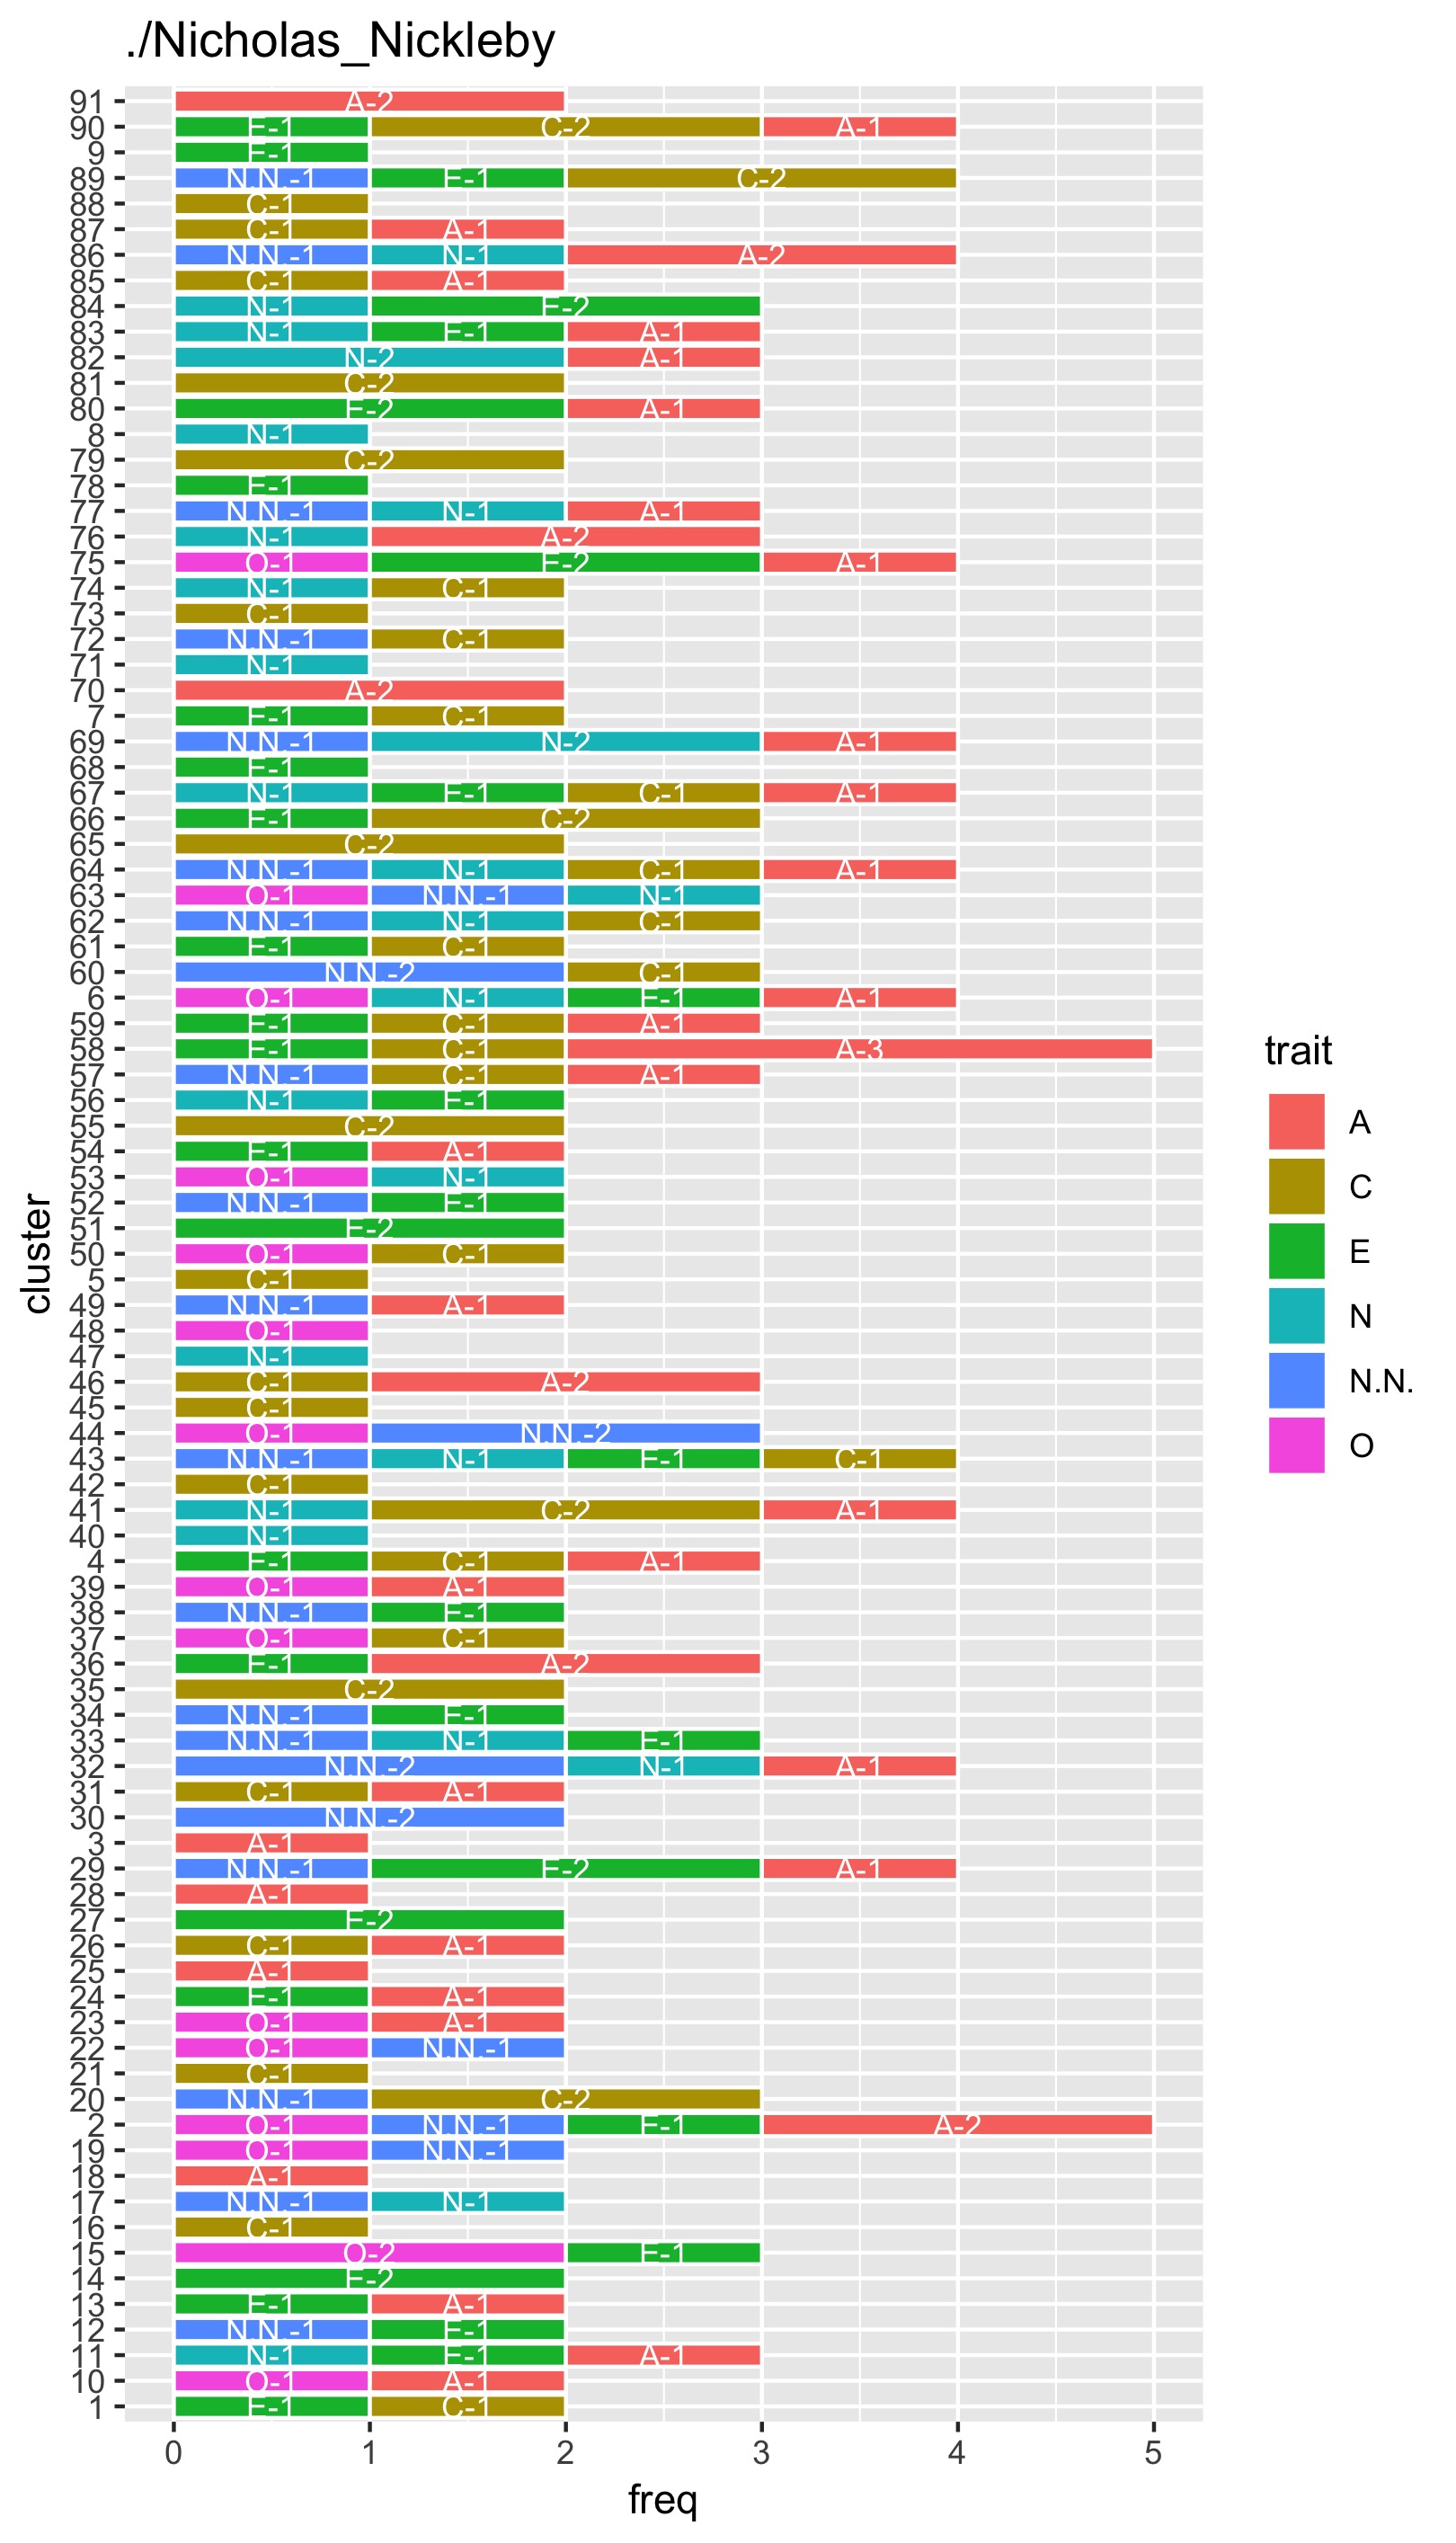 ./Nicholas_Nickleby
91 A-2
90 E-1 C-2 A-1
9 E-1
89 N.N.-1 E-1 C-2
88 C-1
87 C-1 A-1
86 N.N.-1 N-1 A-2
85 C-1 A-1
84 N-1 E-2
83 N-1 E-1 A-1
82 N-2 A-1
81 C-2
80 E-2 A-1
8 N-1
79 C-2
78 E-1
77 N.N.-1 N-1 A-1
76 N-1 A-2
75 O-1 E-2 A-1
74 N-1 C-1
73 C-1
72 N.N.-1 C-1
71 N-1
70 A-2
7 E-1 C-1
69 N.N.-1 N-2 A-1
68 E-1
67 N-1 E-1 C-1 A-1
66 E-1 C-2
65 C-2
64 N.N.-1 N-1 C-1 A-1
63 O-1 N.N.-1 N-1
62 N.N.-1 N-1 C-1
61 E-1 C-1
60 N.N.-2 C-1
6 O-1 N-1 E-1 A-1
59 E-1 C-1 A-1
58 E-1 C-1 A-3
57 N.N.-1 C-1 A-1
56 N-1 E-1
55 C-2
54 E-1 A-1
53 O-1 N-1
52 N.N.-1 E-1
51 E-2
50 O-1 C-1
5 C-1
49 N.N.-1 A-1
48 O-1
47 N-1
46 C-1 A-2
45 C-1
44 O-1 N.N.-2
43 N.N.-1 N-1 E-1 C-1
42 C-1
41 N-1 C-2 A-1
40 N-1
4 E-1 C-1 A-1
39 O-1 A-1
38 N.N.-1 E-1
37 O-1 C-1
36 E-1 A-2
35 C-2
34 N.N.-1 E-1
33 N.N.-1 N-1 E-1
32 N.N.-2 N-1 A-1
31 C-1 A-1
30 N.N.-2
3 A-1
29 N.N.-1 E-2 A-1
28 A-1
27 E-2
26 C-1 A-1
25 A-1
24 E-1 A-1
23 O-1 A-1
22 O-1 N.N.-1
21 C-1
20 N.N.-1 C-2
2 O-1 N.N.-1 E-1 A-2
19 O-1 N.N.-1
18 A-1
17 N.N.-1 N-1
16 C-1
15 O-2 E-1
14 E-2
13 E-1 A-1
12 N.N.-1 E-1
11 N-1 E-1 A-1
10 O-1 A-1
1 E-1 C-1
0 1 2 3 4 5
freq
cluster
trait
A
C
E
N
N.N.
O